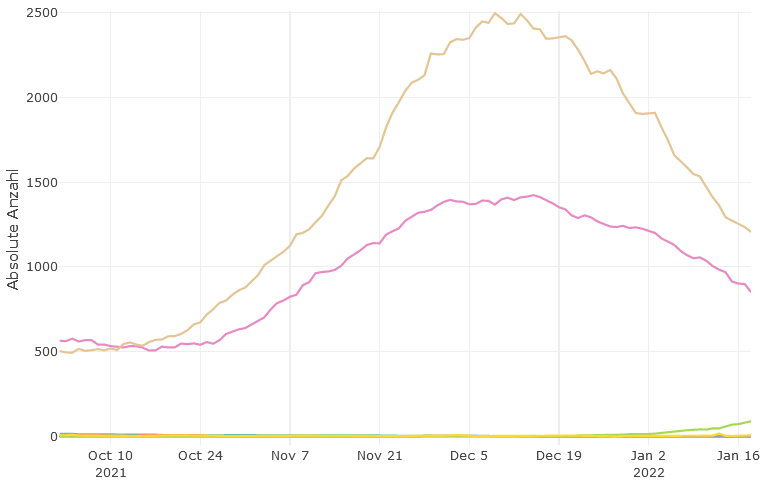 2500
2000
1500
1000
500
0
Absolute Anzahl
Oct 10
2021
Oct 24
Nov 7
Nov 21
Dec 5
Dec 19
Jan 2
2022
Jan 16